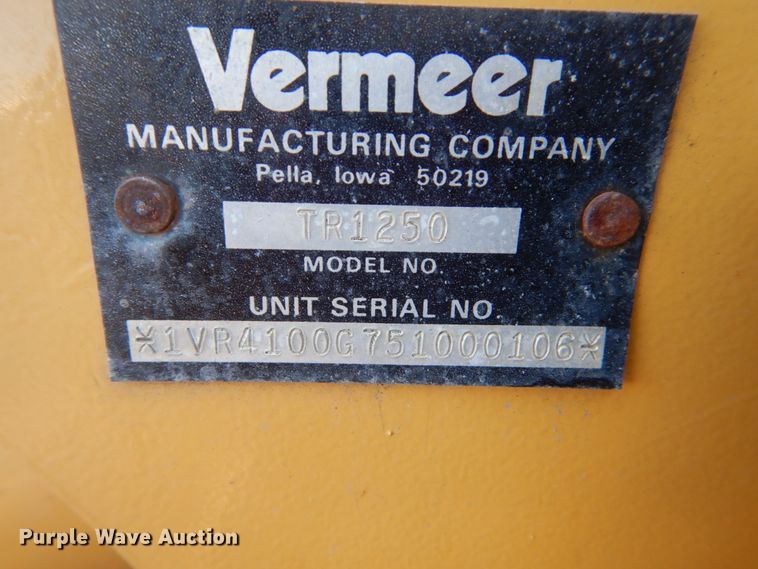 Vermeer
MANUFACTURING COMPANY
Pella, Iowa 50219
TR1250
MODEL NO.
UNIT SERIAL NO.
*1VR4100G751000106*
Purple Wave Auction